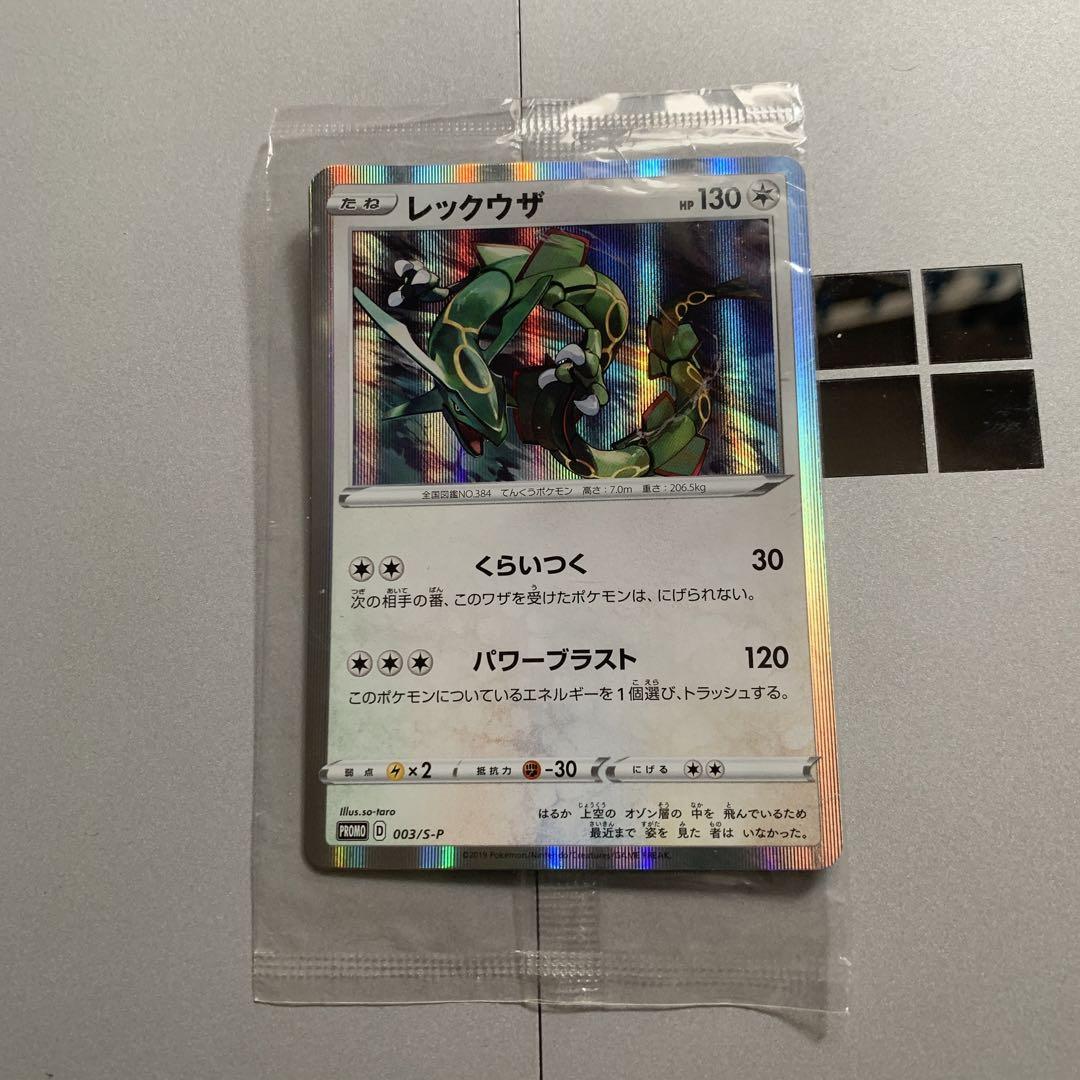 たね レックウザ HP 130
全国図鑑NO.384 てんくうポケモン 高さ:7.0m 重さ:206.5kg
くらいつく 30
次の相手の番、このワザを受けたポケモンは、にげられない。
パワーブラスト 120
このポケモンについているエネルギーを1個選び、トラッシュする。
弱点 ×2 抵抗力 -30 にげる
Illus.so-taro
はるか 上空の オゾン層の 中を 飛んでいるため
最近まで 姿を 見た 者は いなかった。
PROMO D 003/S-P
©2019 Pokémon/Nintendo/Creatures/GAME FREAK.